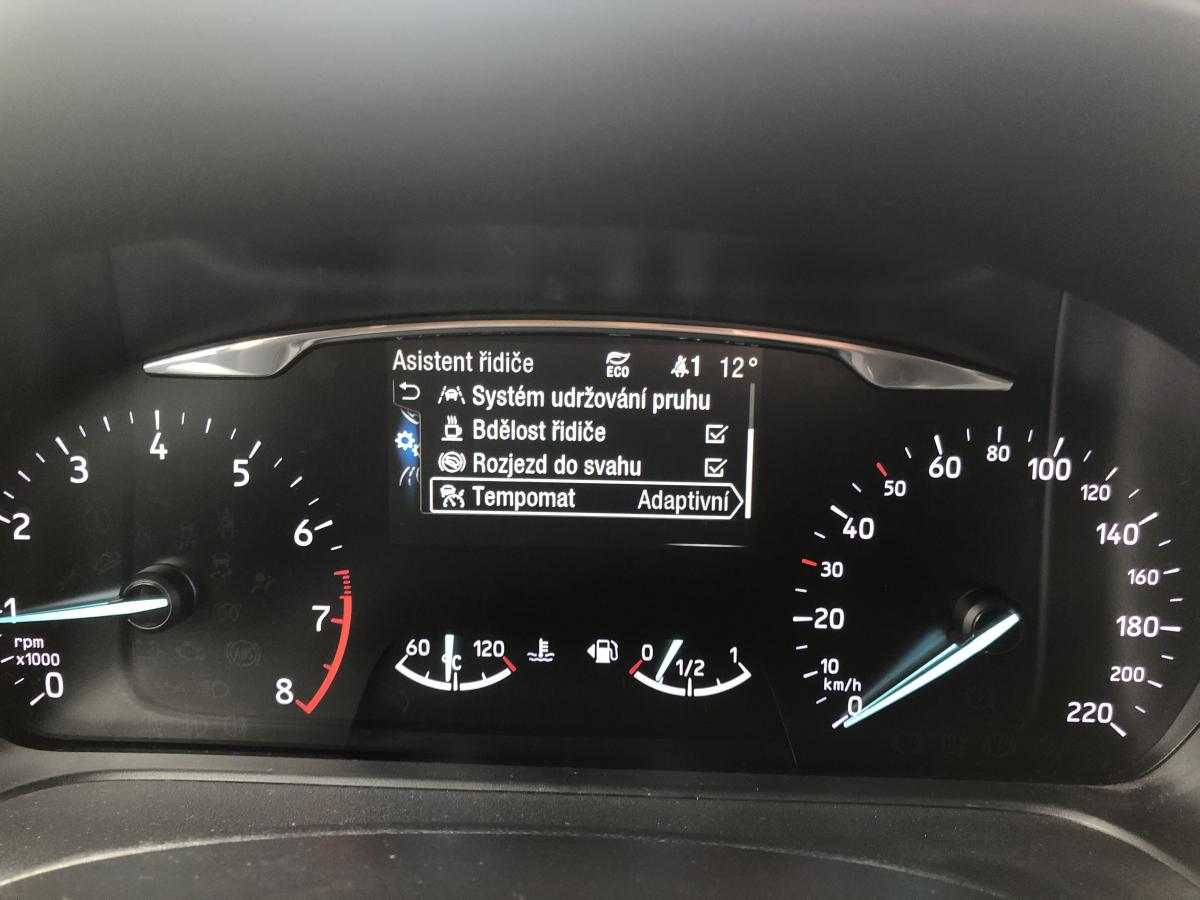 Asistent řidiče ECO 1 12°
Systém udržování pruhu
Bdělost řidiče
Rozjezd do svahu
Tempomat Adaptivní
0 1 2 3 4 5 6 7 8
rpm
x1000
60 120
°C
0 1/2 1
0 10 20 30 40 50 60 80 100 120 140 160 180 200 220
km/h
ABS